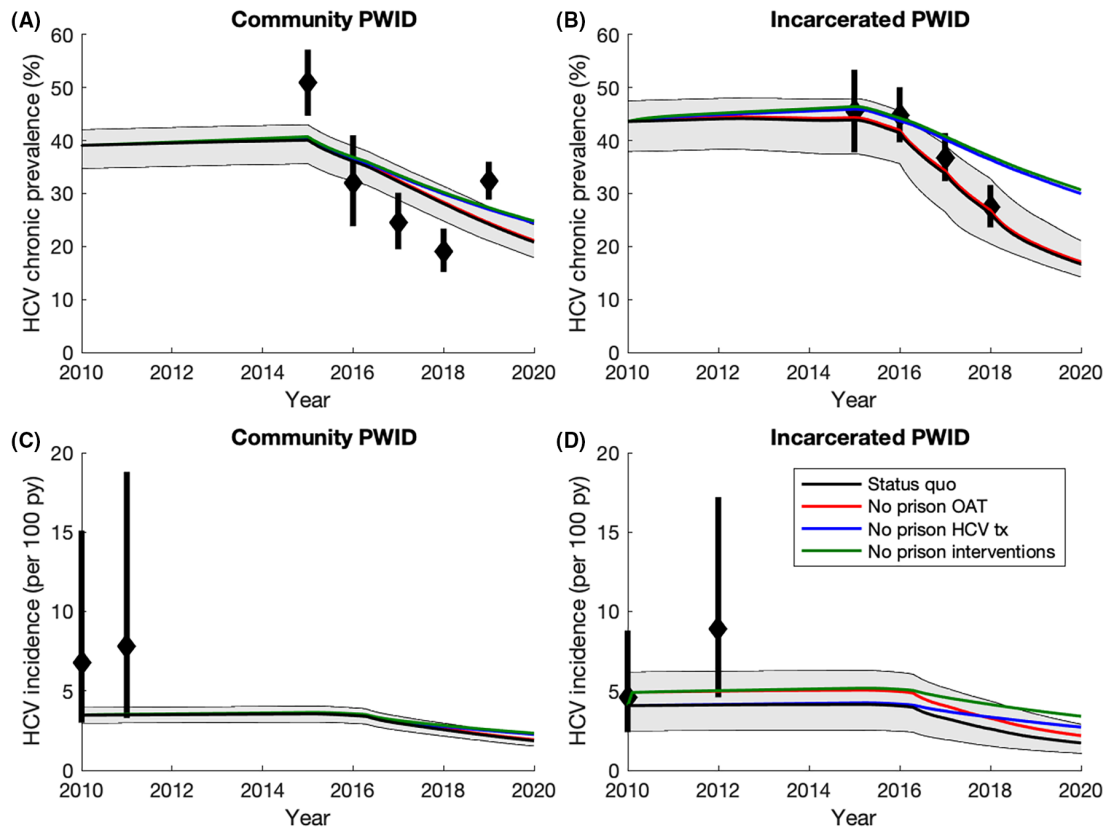 (A)
Community PWID
HCV chronic prevalence (%)
60
50
40
30
20
10
0
2010 2012 2014 2016 2018 2020
Year
(B)
Incarcerated PWID
HCV chronic prevalence (%)
60
50
40
30
20
10
0
2010 2012 2014 2016 2018 2020
Year
(C)
Community PWID
HCV incidence (per 100 py)
20
15
10
5
0
2010 2012 2014 2016 2018 2020
Year
(D)
Incarcerated PWID
HCV incidence (per 100 py)
20
15
10
5
0
Status quo
No prison OAT
No prison HCV tx
No prison interventions
2010 2012 2014 2016 2018 2020
Year